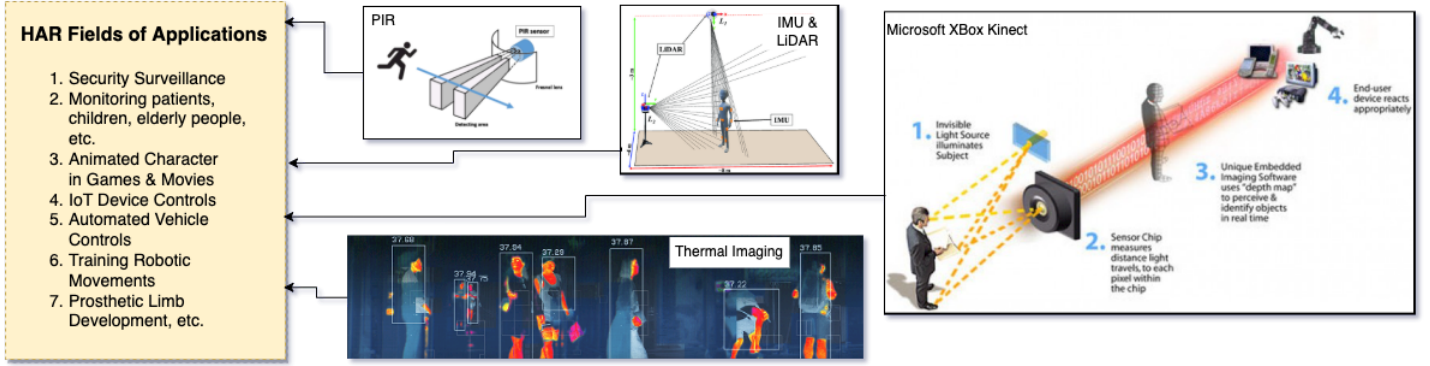 HAR Fields of Applications
1. Security Surveillance
2. Monitoring patients,
children, elderly people,
etc.
3. Animated Character
in Games & Movies
4. IoT Device Controls
5. Automated Vehicle
Controls
6. Training Robotic
Movements
7. Prosthetic Limb
Development, etc.
PIR
PIR sensor
Fresnel lens
Detecting area
IMU &
LiDAR
LIDAR
IMU
Microsoft XBox Kinect
1. Invisible
Light Source
illuminates
Subject
2. Sensor Chip
measures
distance light
travels, to each
pixel within
the chip
3. Unique Embedded
Imaging Software
uses "depth map"
to perceive &
identify objects
in real time
4. End-user
device reacts
appropriately
Thermal Imaging
37.84
37.28
37.87
37.85
37.22